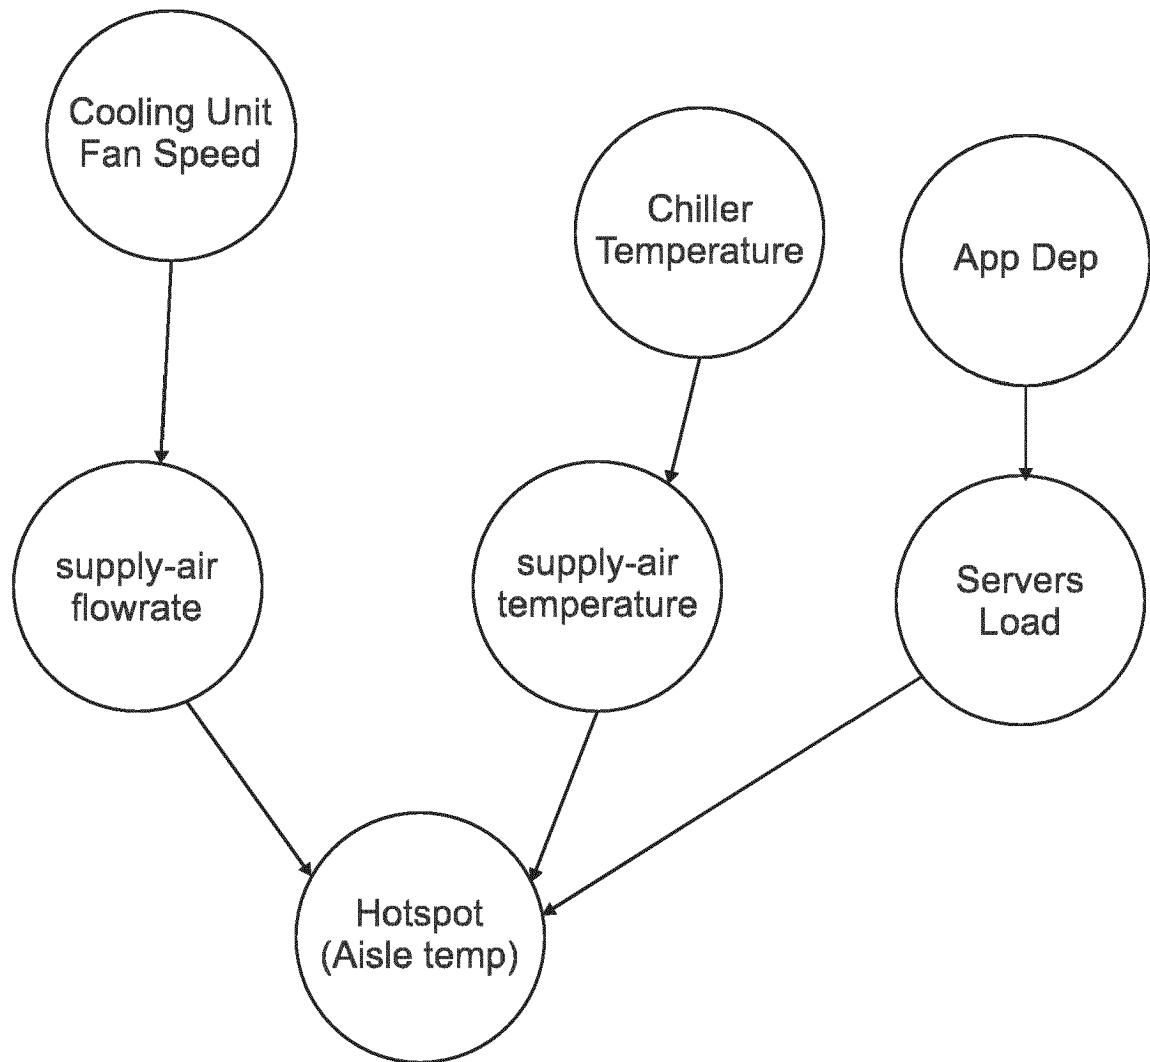 Cooling Unit
Fan Speed
Chiller
Temperature
App Dep
supply-air
flowrate
supply-air
temperature
Servers
Load
Hotspot
(Aisle temp)